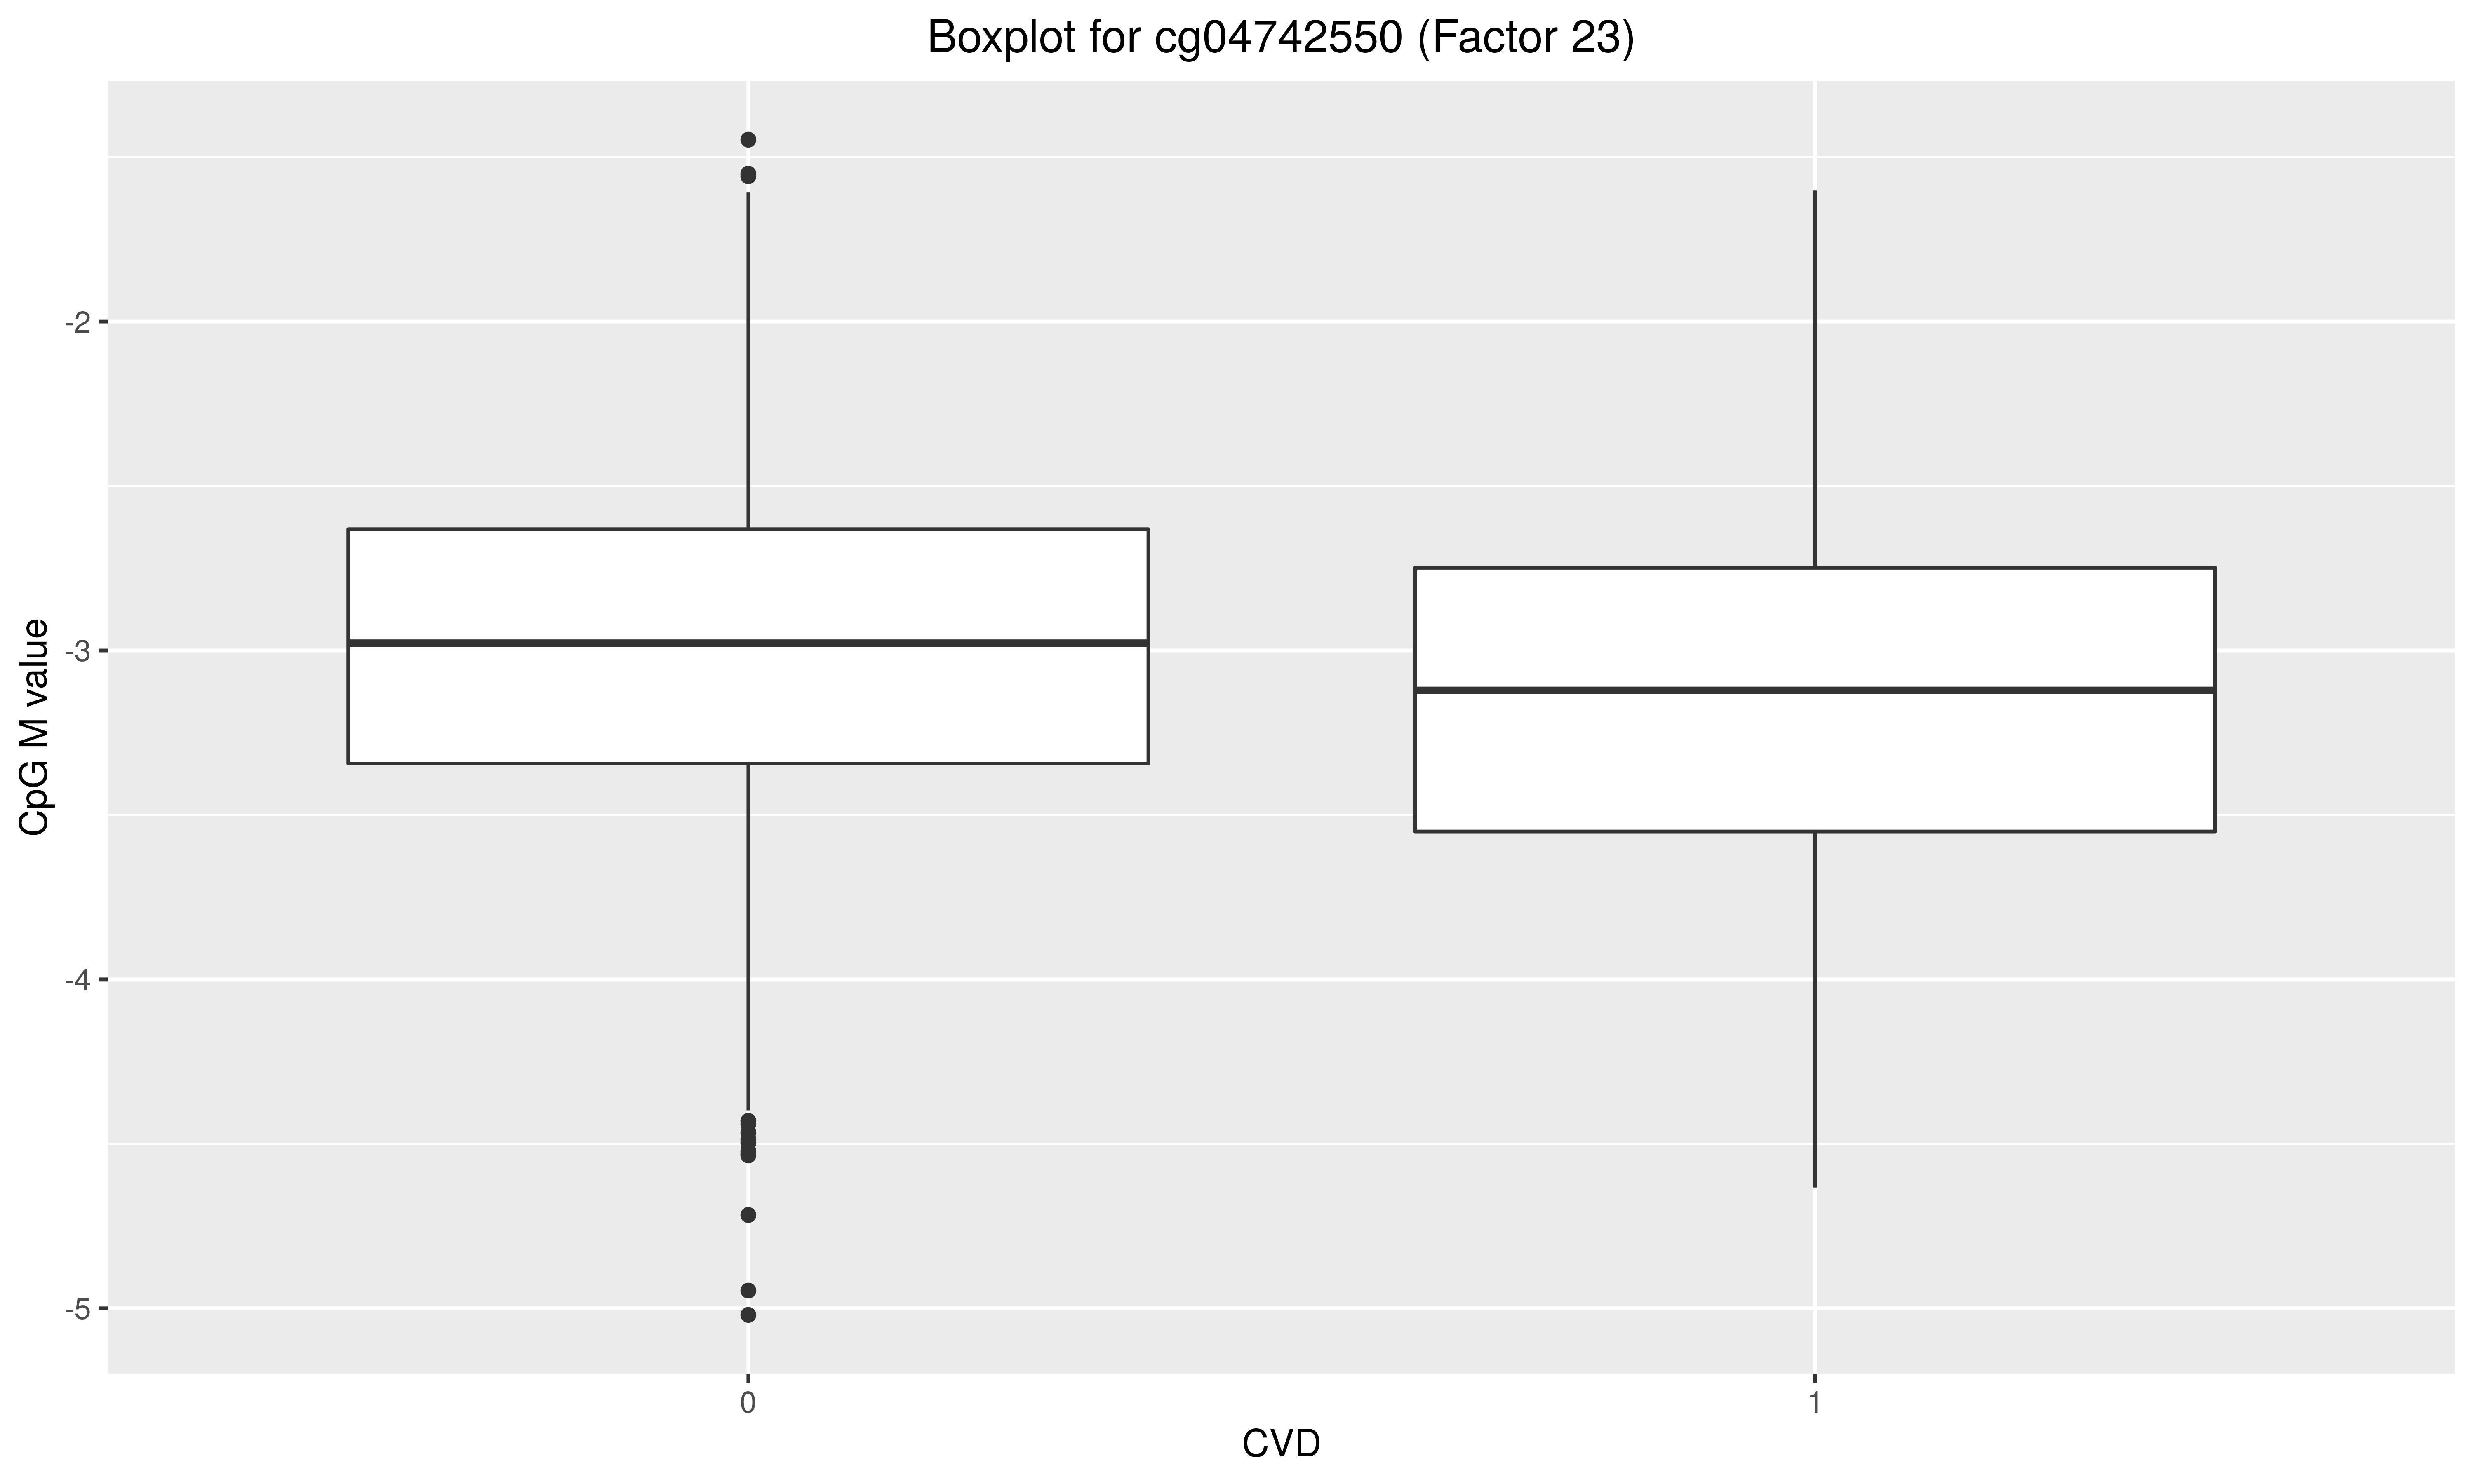 Boxplot for cg04742550 (Factor 23)
CpG M value
-2
-3
-4
-5
0
1
CVD